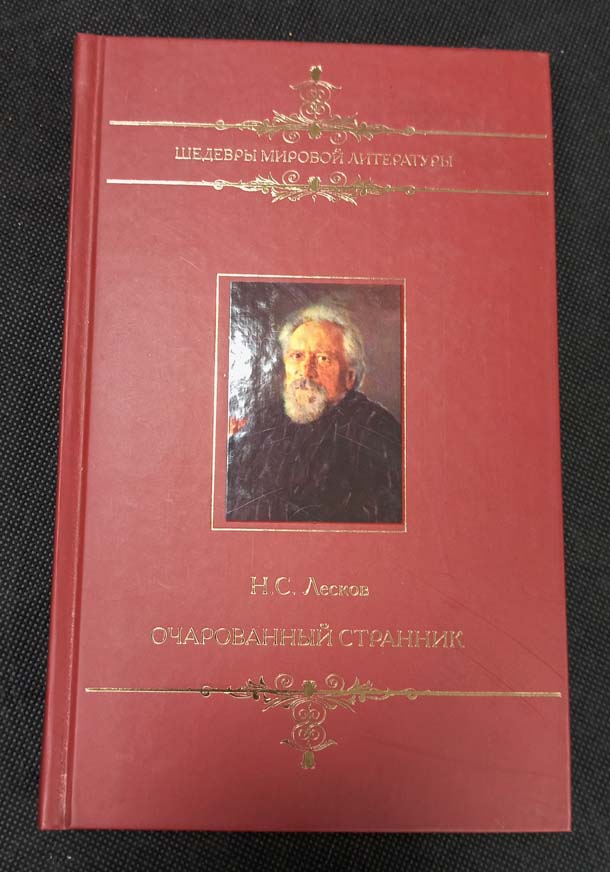 ШЕДЕВРЫ МИРОВОЙ ЛИТЕРАТУРЫ
Н.С. Лесков
ОЧАРОВАННЫЙ СТРАННИК